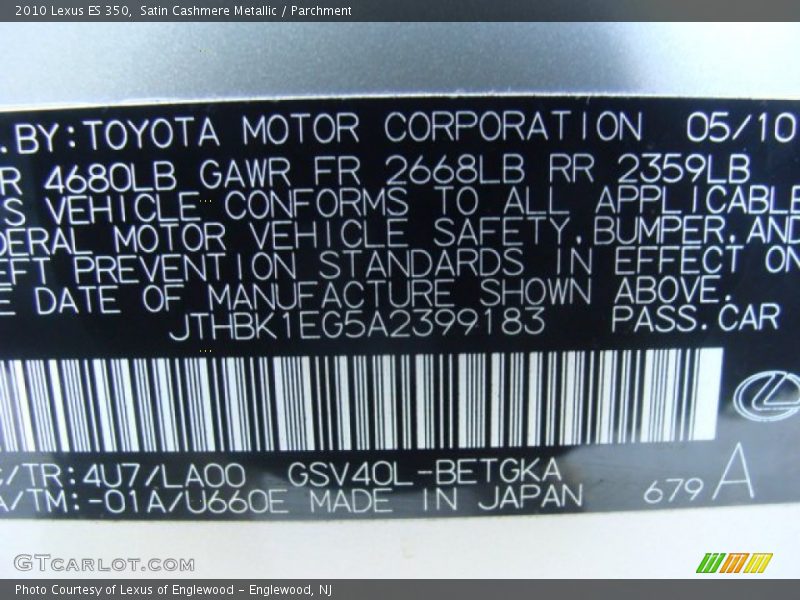 2010 Lexus ES 350, Satin Cashmere Metallic / Parchment
.BY:TOYOTA MOTOR CORPORATION 05/10
R 4680LB GAWR FR 2668LB RR 2359LB
S VEHICLE CONFORMS TO ALL APPLICABLE
DERAL MOTOR VEHICLE SAFETY,BUMPER,AND
EFT PREVENTION STANDARDS IN EFFECT ON
E DATE OF MANUFACTURE SHOWN ABOVE.
JTHBK1EG5A2399183 PASS.CAR
C/TR:4U7/LA00 GSV40L-BETGKA
A/TM:-01A/U660E MADE IN JAPAN 679 A
GTCARLOT.COM
Photo Courtesy of Lexus of Englewood - Englewood, NJ